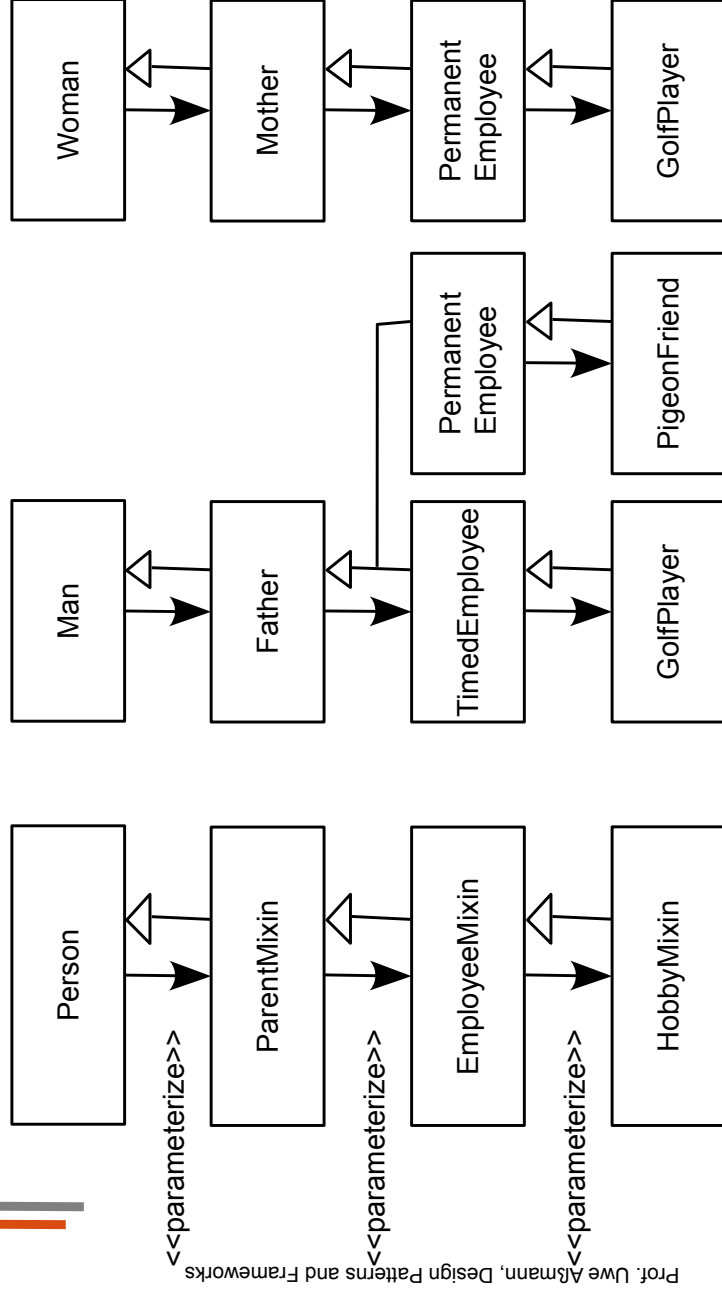 Person
ParentMixin
EmployeeMixin
HobbyMixin
<<parameterize>>
<<parameterize>>
<<parameterize>>
Man
Father
TimedEmployee
GolfPlayer
Permanent
Employee
PigeonFriend
Woman
Mother
Permanent
Employee
GolfPlayer
Prof. Uwe Aßmann, Design Patterns and Frameworks